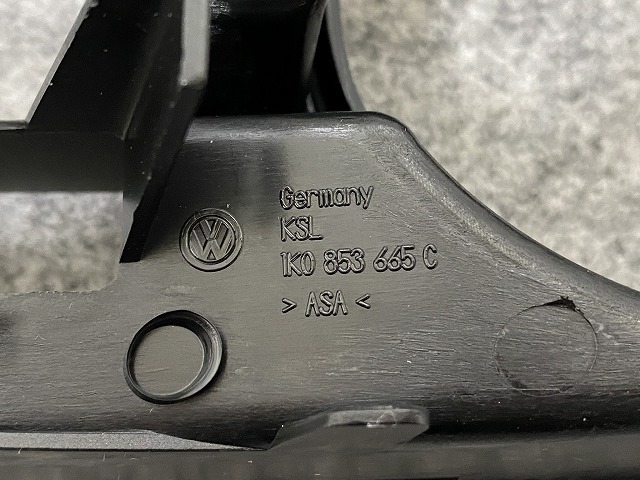 Germany
KSL
1K0 853 665 C
> ASA <